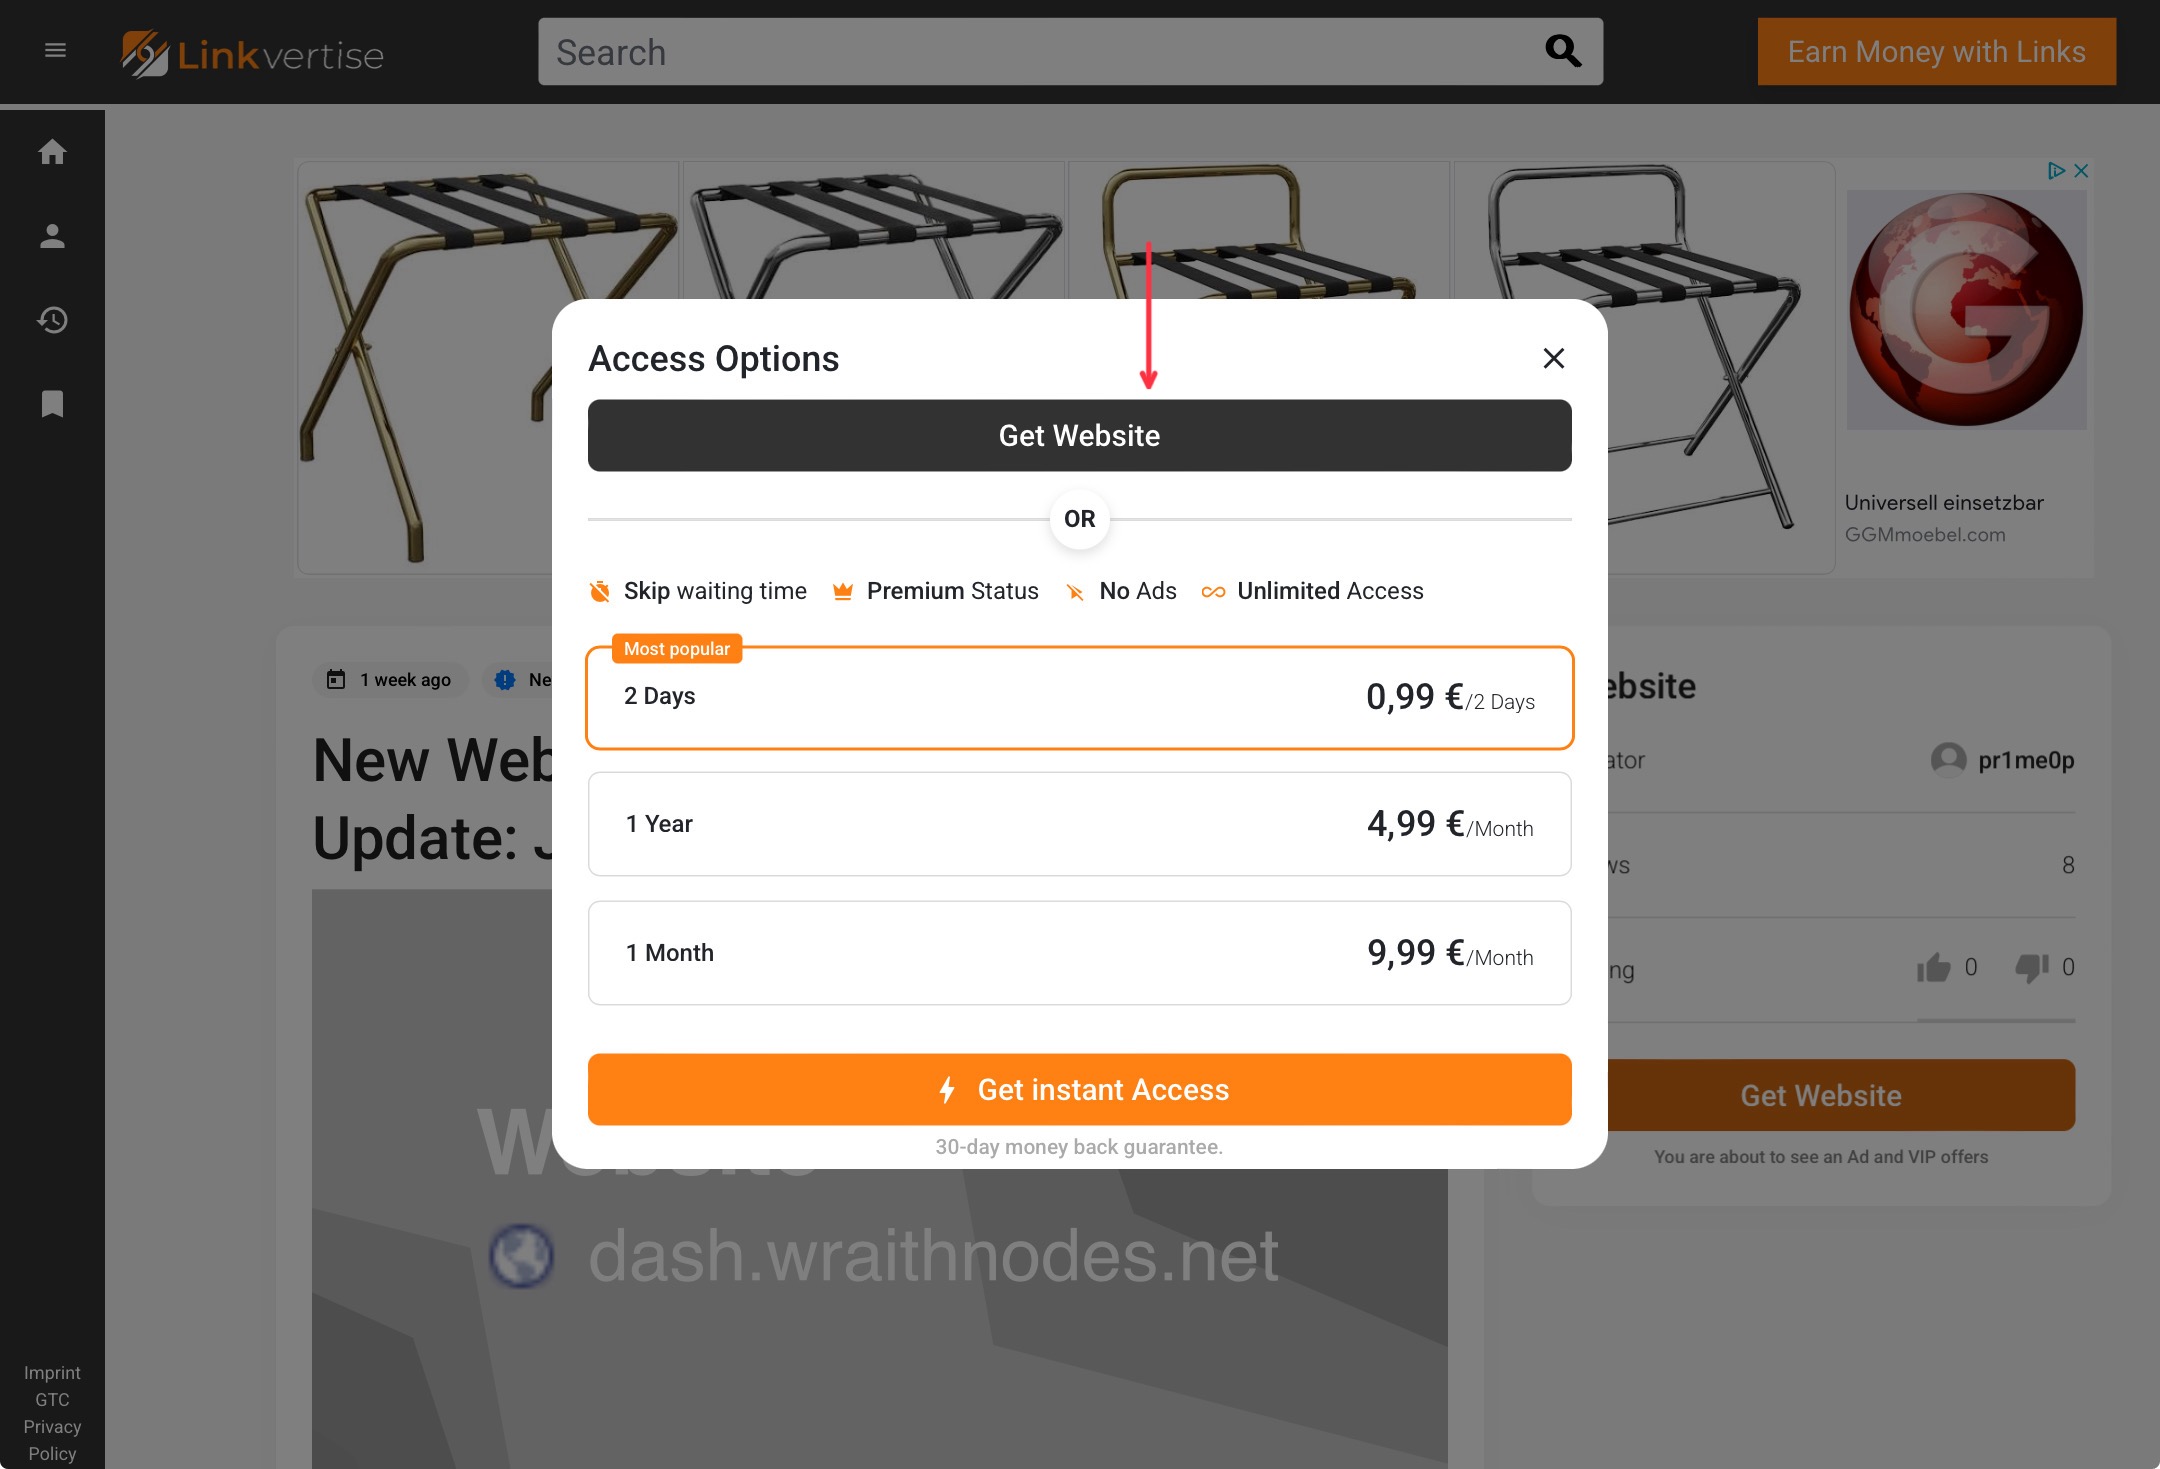 Linkvertise
Search
Earn Money with Links
Universell einsetzbar
GGMmoebel.com
Access Options
Get Website
OR
Skip waiting time Premium Status No Ads Unlimited Access
Most popular
2 Days 0,99 €/2 Days
1 Year 4,99 €/Month
1 Month 9,99 €/Month
Get instant Access
30-day money back guarantee.
1 week ago Ne
New Web
Update: J
Website
dash.wraithnodes.net
ebsite
ator pr1me0p
ws 8
ng 0 0
Get Website
You are about to see an Ad and VIP offers
Imprint
GTC
Privacy
Policy